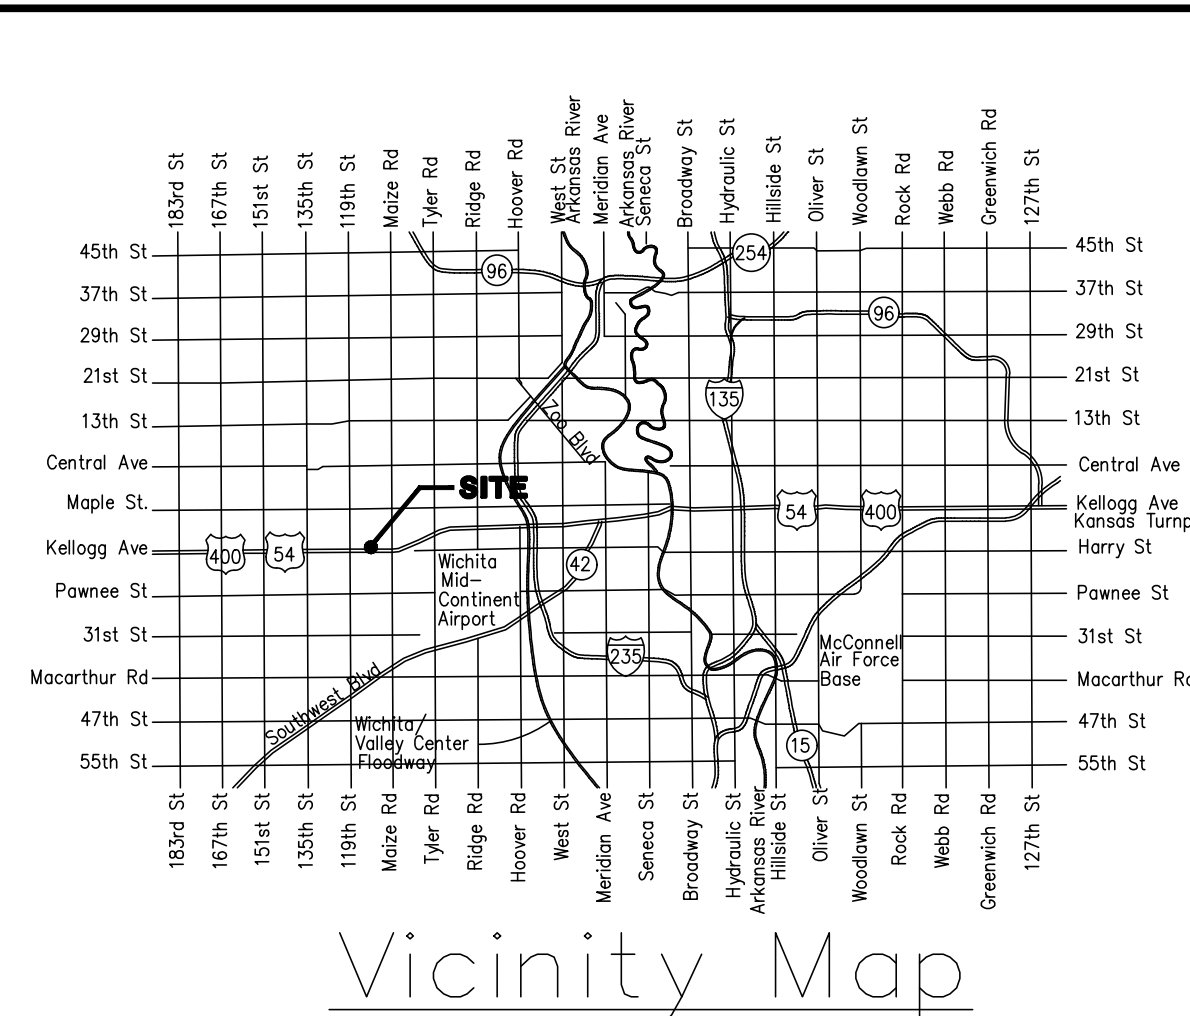 183rd St
167th St
151st St
135th St
119th St
Maize Rd
Tyler Rd
Ridge Rd
Hoover Rd
West St
Arkansas River
Meridian Ave
Arkansas River
Seneca St
Broadway St
Hydraulic St
Hillside St
Oliver St
Woodlawn St
Rock Rd
Webb Rd
Greenwich Rd
127th St
45th St
254
45th St
96
37th St
37th St
96
29th St
29th St
21st St
21st St
135
13th St
Zoo Blvd
13th St
Central Ave
Central Ave
SITE
Maple St.
54
400
Kellogg Ave
Kansas Turnp
Kellogg Ave
400
54
Harry St
Wichita
Mid-
Continent
Airport
42
Pawnee St
Pawnee St
31st St
31st St
235
McConnell
Air Force
Base
Macarthur Rd
Macarthur Rd
Southwest Blvd
47th St
47th St
Wichita/
Valley Center
Floodway
15
55th St
55th St
183rd St
167th St
151st St
135th St
119th St
Maize Rd
Tyler Rd
Ridge Rd
Hoover Rd
West St
Meridian Ave
Seneca St
Broadway St
Hydraulic St
Arkansas River
Hillside St
Oliver St
Woodlawn St
Rock Rd
Webb Rd
Greenwich Rd
127th St
Vicinity Map